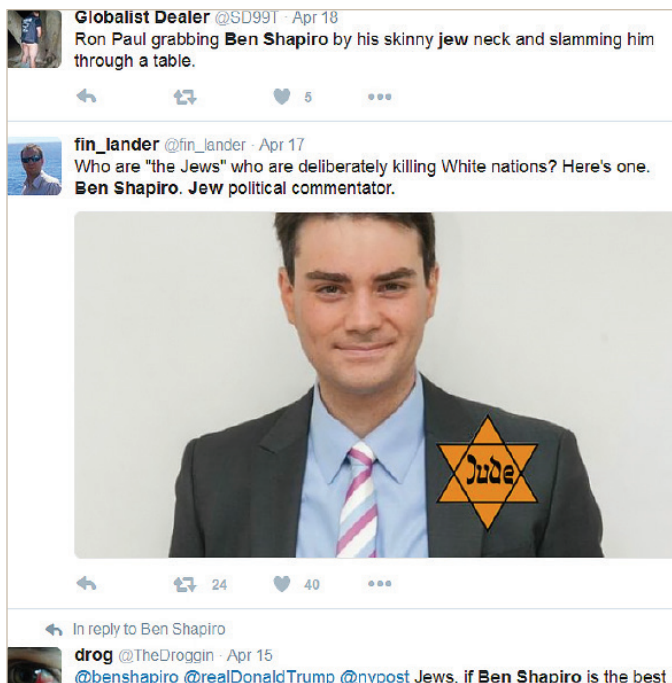 Globalist Dealer @SD99T · Apr 18
Ron Paul grabbing Ben Shapiro by his skinny jew neck and slamming him
through a table.
5
fin_lander @fin_lander · Apr 17
Who are "the Jews" who are deliberately killing White nations? Here's one.
Ben Shapiro. Jew political commentator.
Jude
24 40
In reply to Ben Shapiro
drog @TheDroggin · Apr 15
@benshapiro @realDonaldTrump @nypost Jews, if Ben Shapiro is the best